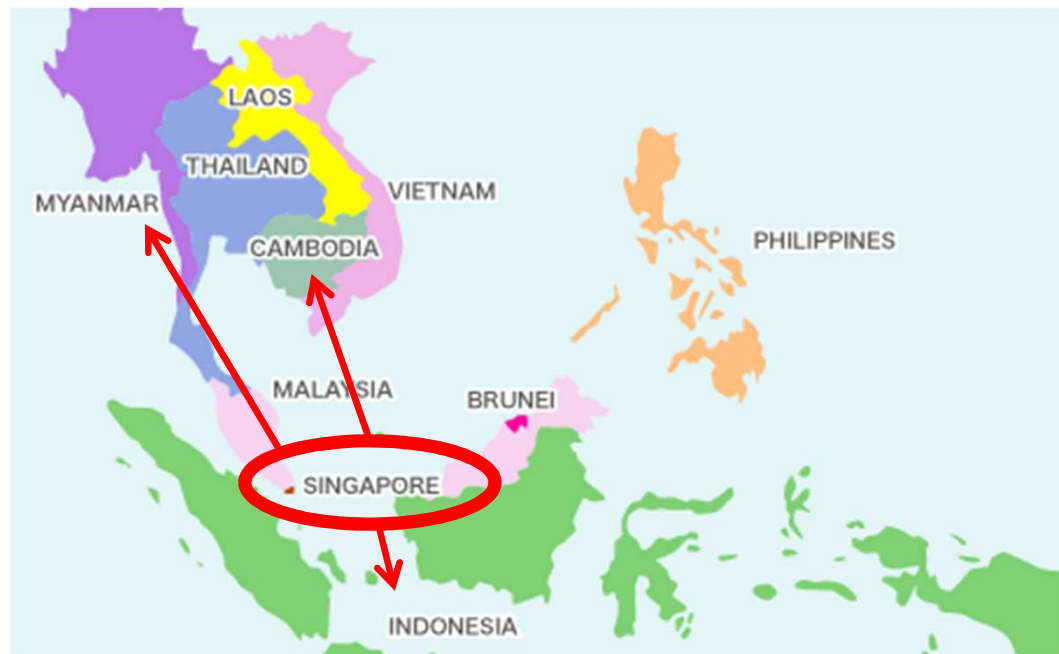 LAOS
THAILAND
MYANMAR
VIETNAM
CAMBODIA
PHILIPPINES
MALAYSIA
BRUNEI
SINGAPORE
INDONESIA